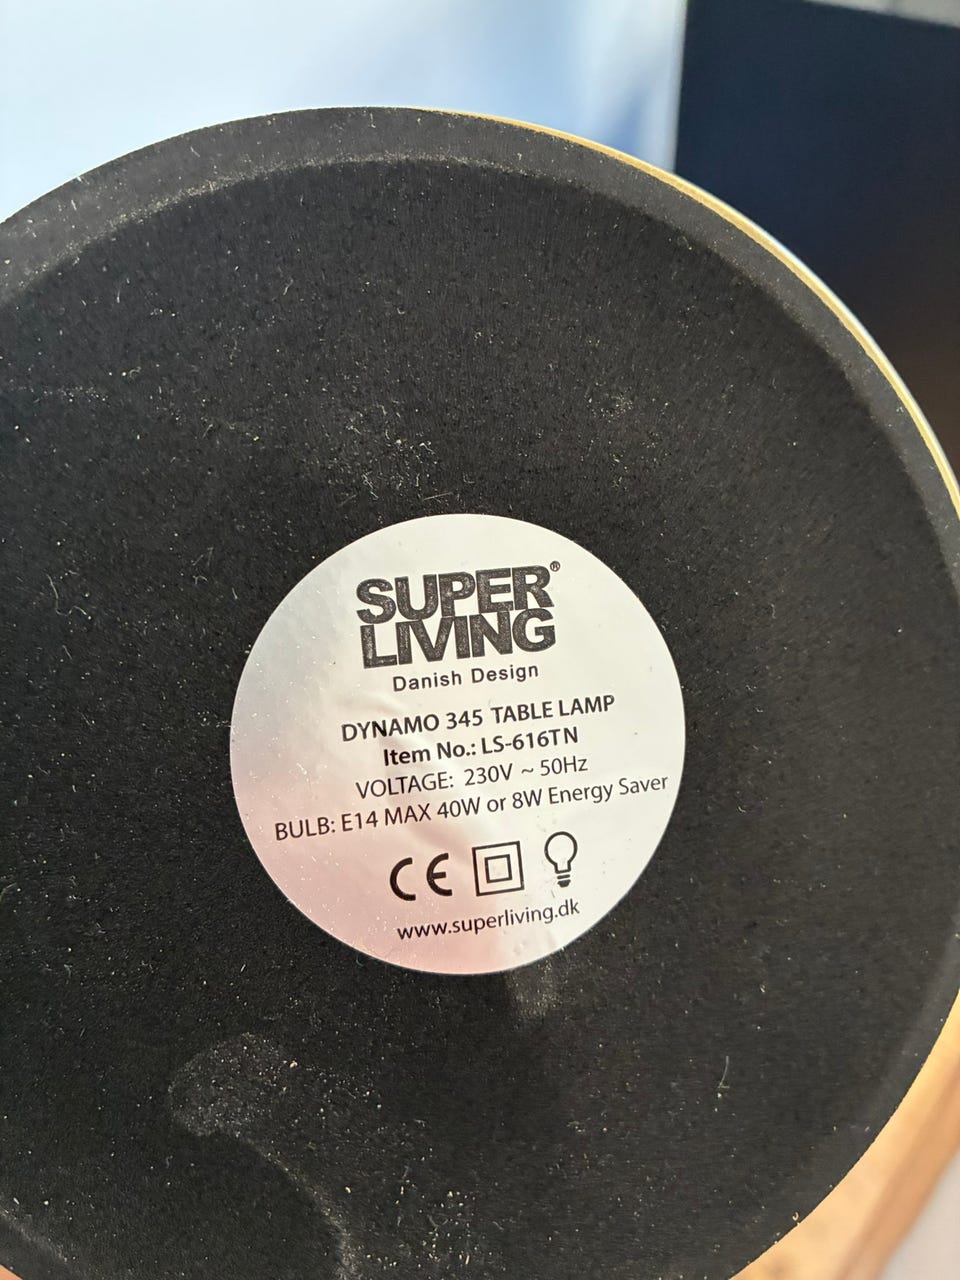 SUPER®
LIVING
Danish Design
DYNAMO 345 TABLE LAMP
Item No.: LS-616TN
VOLTAGE: 230V ~ 50Hz
BULB: E14 MAX 40W or 8W Energy Saver
CE
www.superliving.dk